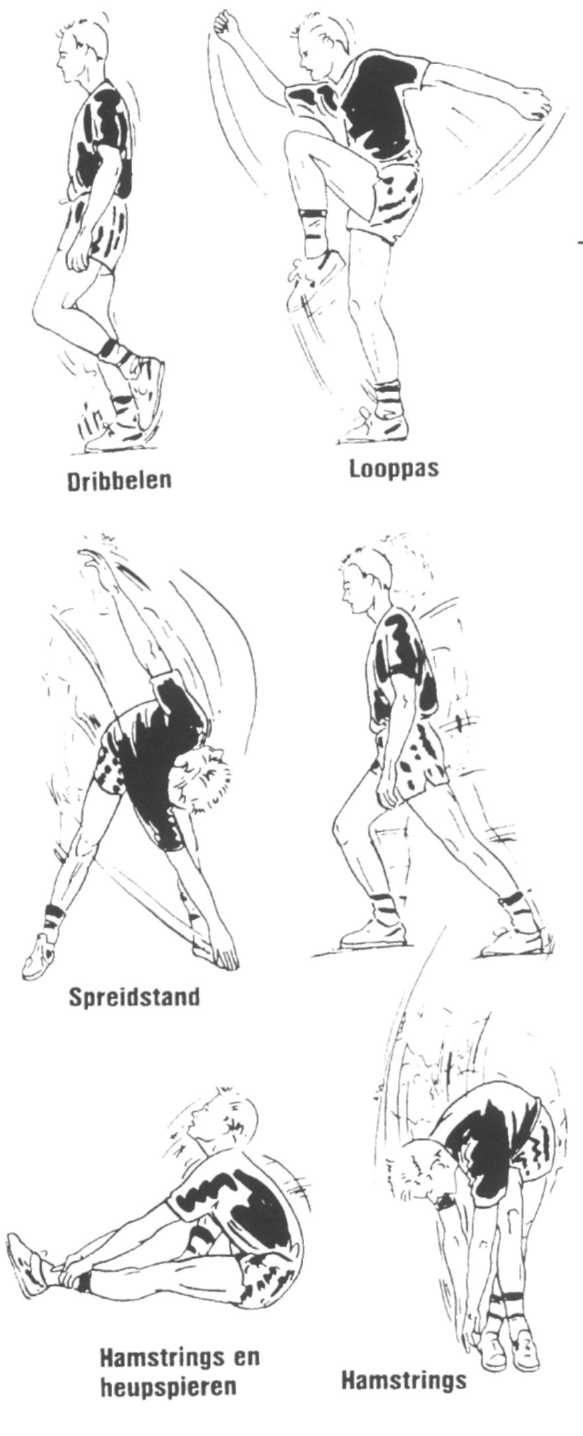 Dribbelen
Looppas
Spreidstand
Hamstrings en
heupspieren
Hamstrings